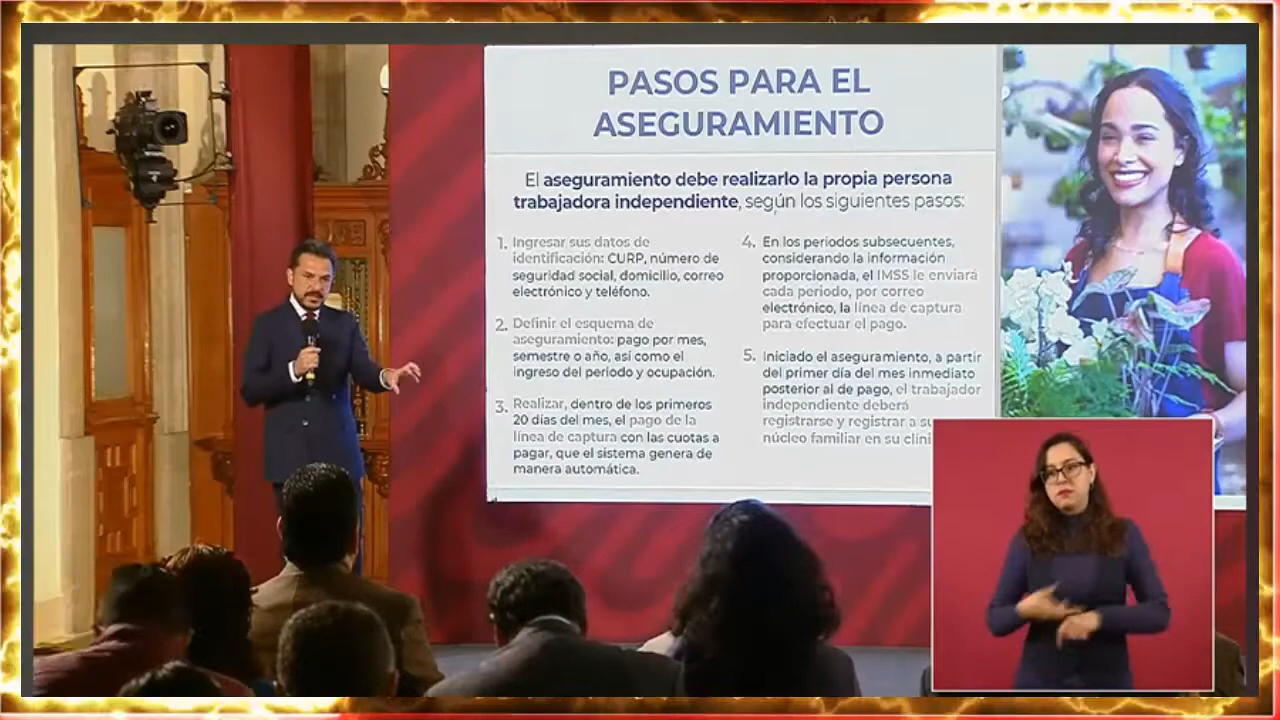 PASOS PARA EL
ASEGURAMIENTO
El aseguramiento debe realizarlo la propia persona
trabajadora independiente, según los siguientes pasos:
1. Ingresar sus datos de
identificación: CURP, número de
seguridad social, domicilio, correo
electrónico y teléfono.
2. Definir el esquema de
aseguramiento: pago por mes,
semestre o año, así como el
ingreso del periodo y ocupación.
3. Realizar, dentro de los primeros
20 días del mes, el pago de la
línea de captura con las cuotas a
pagar, que el sistema genera de
manera automática.
4. En los periodos subsecuentes,
considerando la información
proporcionada, el IMSS le enviará
cada periodo, por correo
electrónico, la línea de captura
para efectuar el pago.
5. Iniciado el aseguramiento, a partir
del primer día del mes inmediato
posterior al de pago, el trabajador
independiente deberá
registrarse y registrar a su
núcleo familiar en su clíni